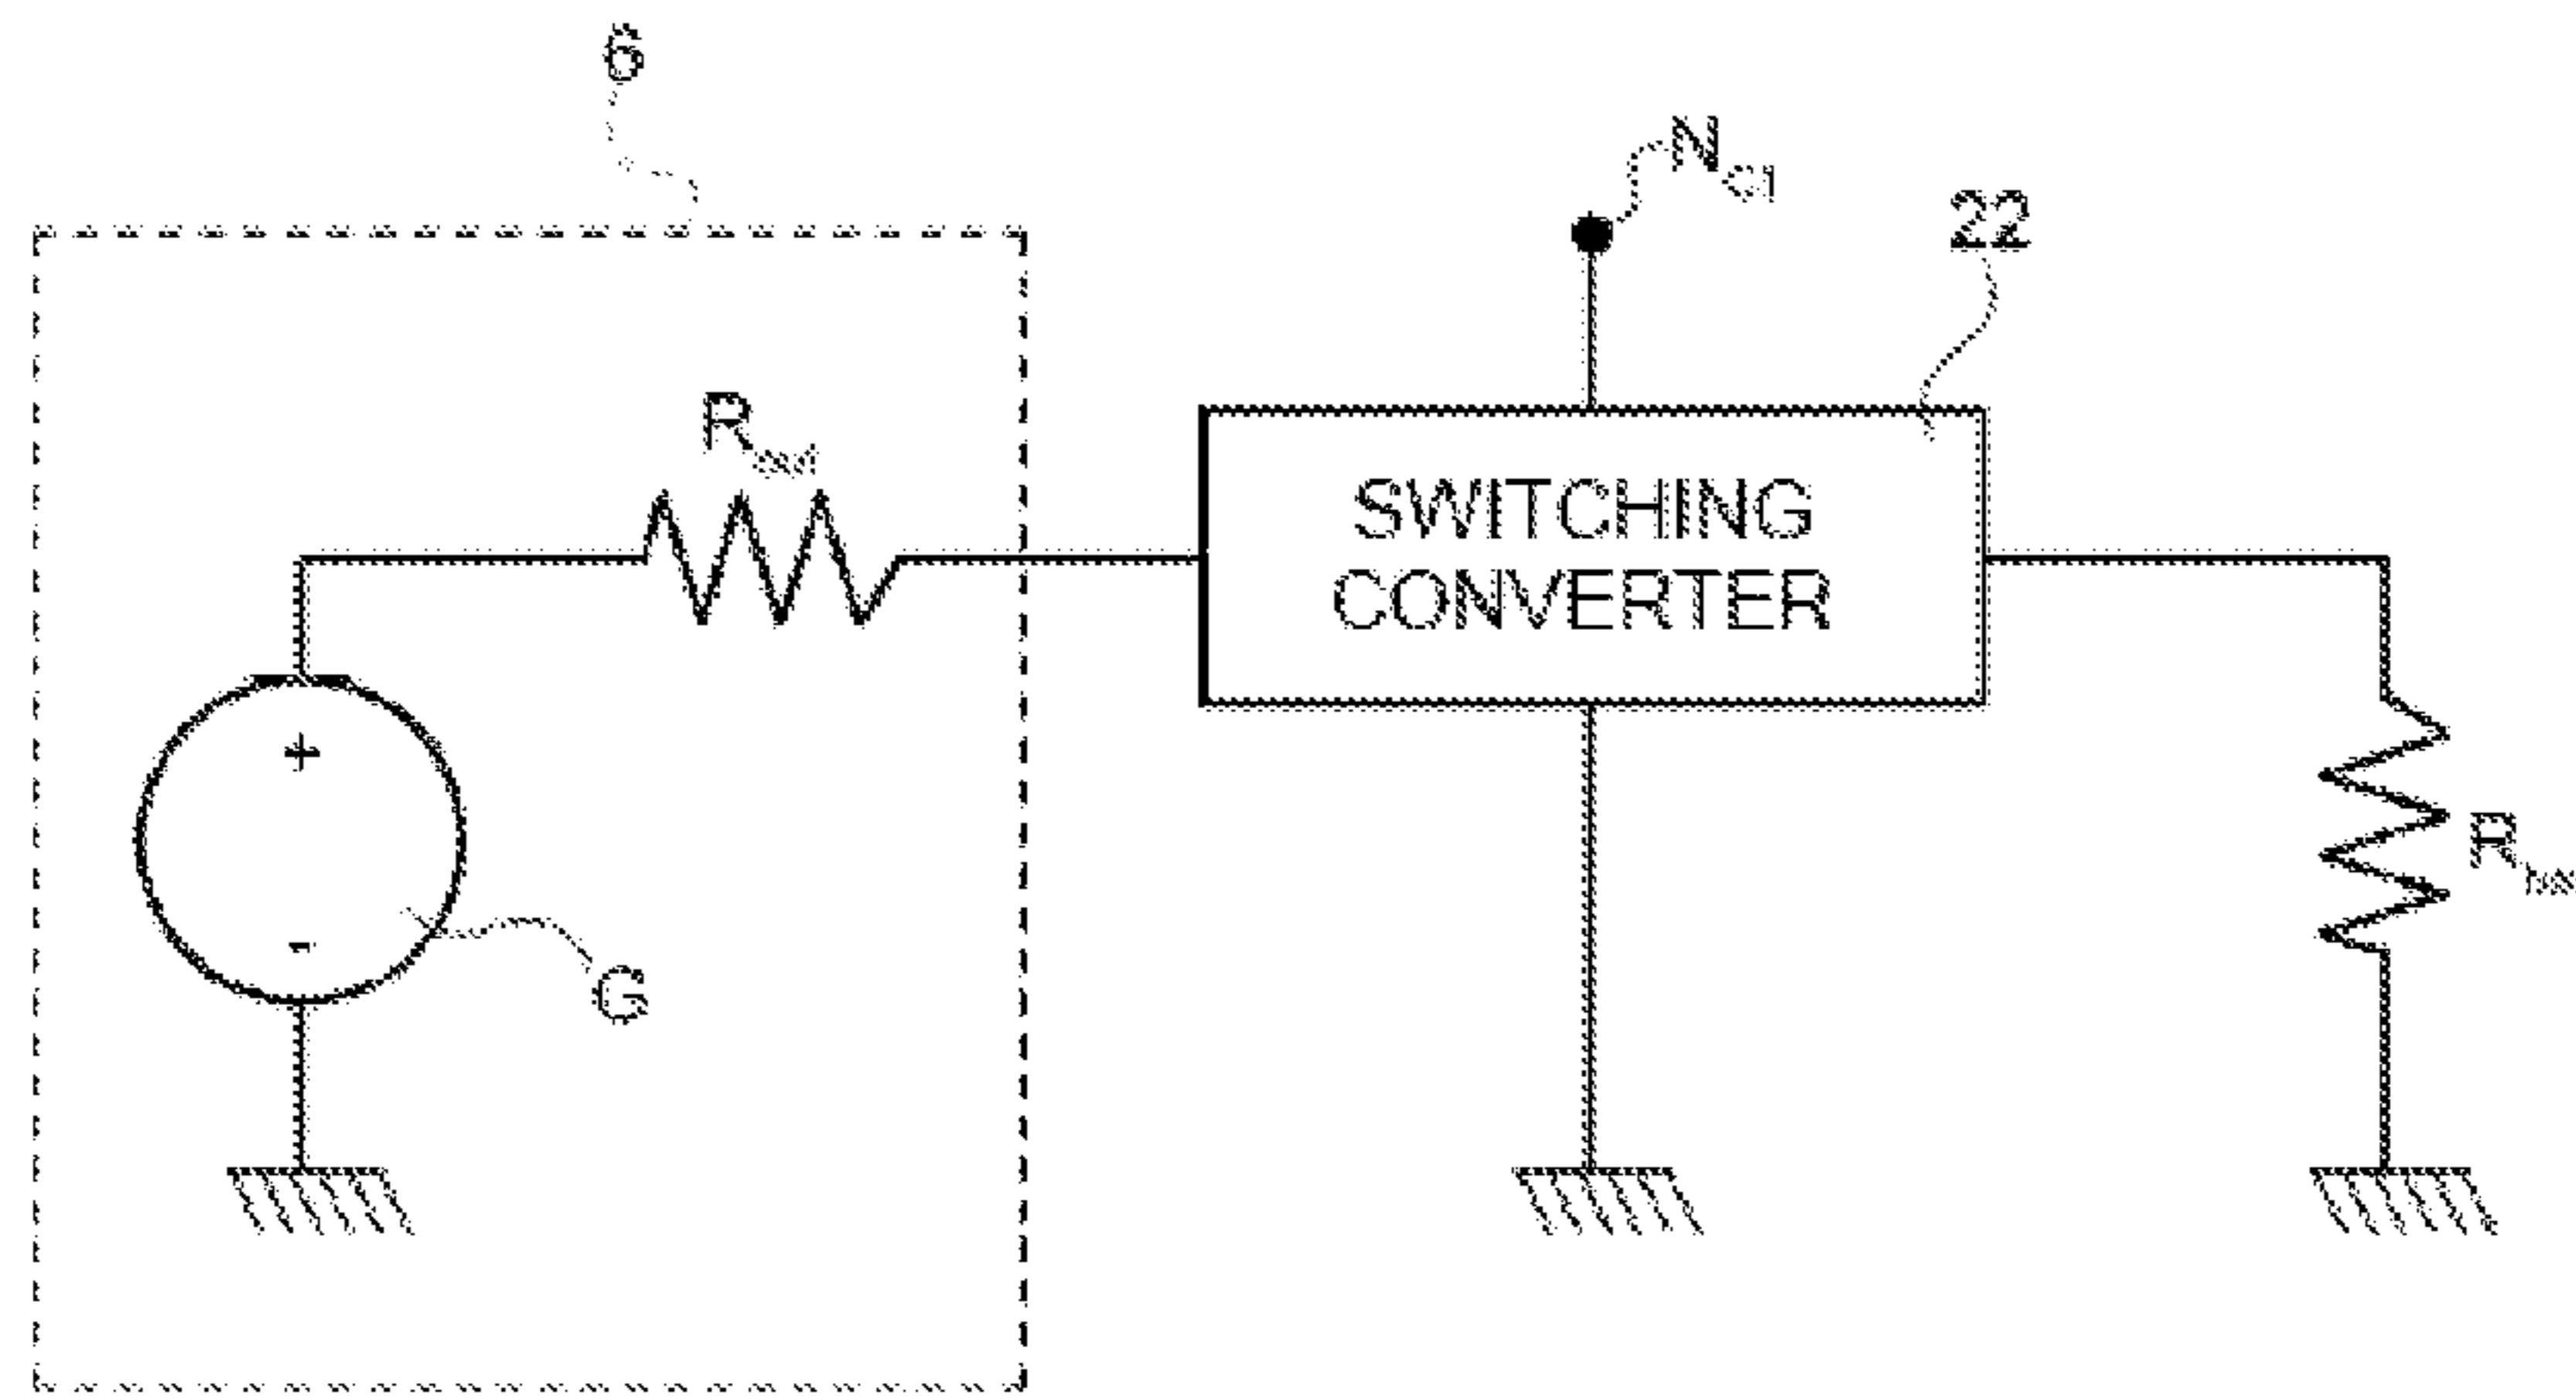 6
N
22
R
SWITCHING
CONVERTER
+
R
-
G